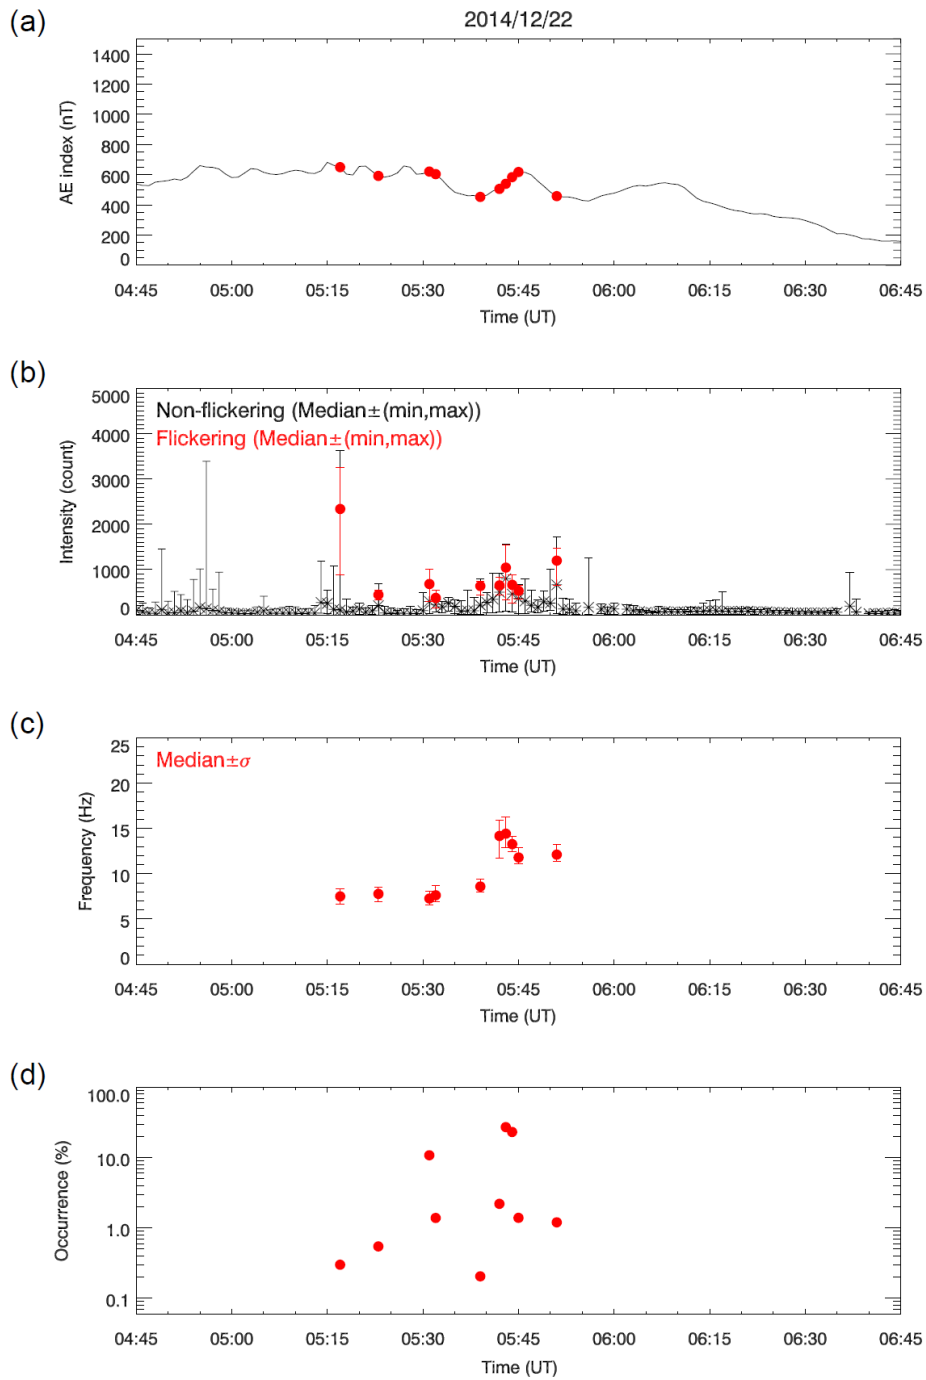 (a)
2014/12/22
1400
1200
1000
800
600
400
200
0
AE index (nT)
04:45 05:00 05:15 05:30 05:45 06:00 06:15 06:30 06:45
Time (UT)
(b)
Non-flickering (Median±(min,max))
Flickering (Median±(min,max))
5000
4000
3000
2000
1000
0
Intensity (count)
04:45 05:00 05:15 05:30 05:45 06:00 06:15 06:30 06:45
Time (UT)
(c)
Median±σ
25
20
15
10
5
0
Frequency (Hz)
04:45 05:00 05:15 05:30 05:45 06:00 06:15 06:30 06:45
Time (UT)
(d)
100.0
10.0
1.0
0.1
Occurrence (%)
04:45 05:00 05:15 05:30 05:45 06:00 06:15 06:30 06:45
Time (UT)